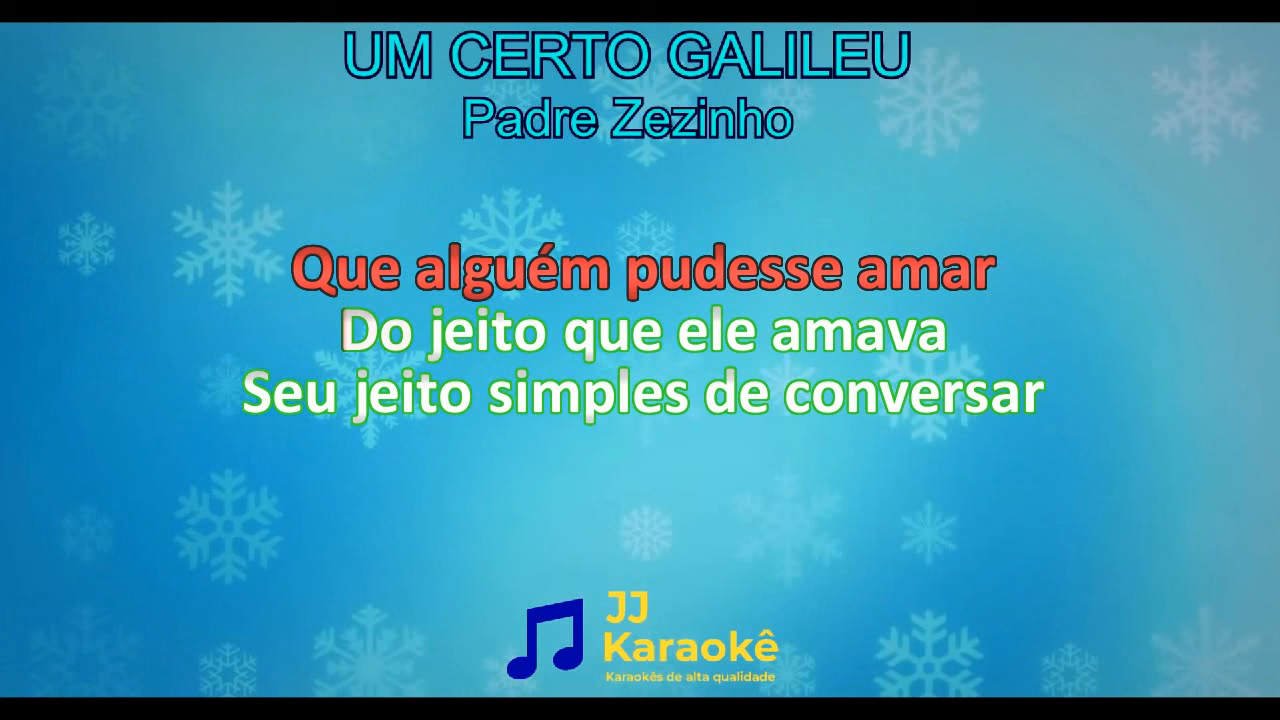 UM CERTO GALILEU
Padre Zezinho
Que alguém pudesse amar
Do jeito que ele amava
Seu jeito simples de conversar
JJ
Karaokê
Karaokês de alta qualidade